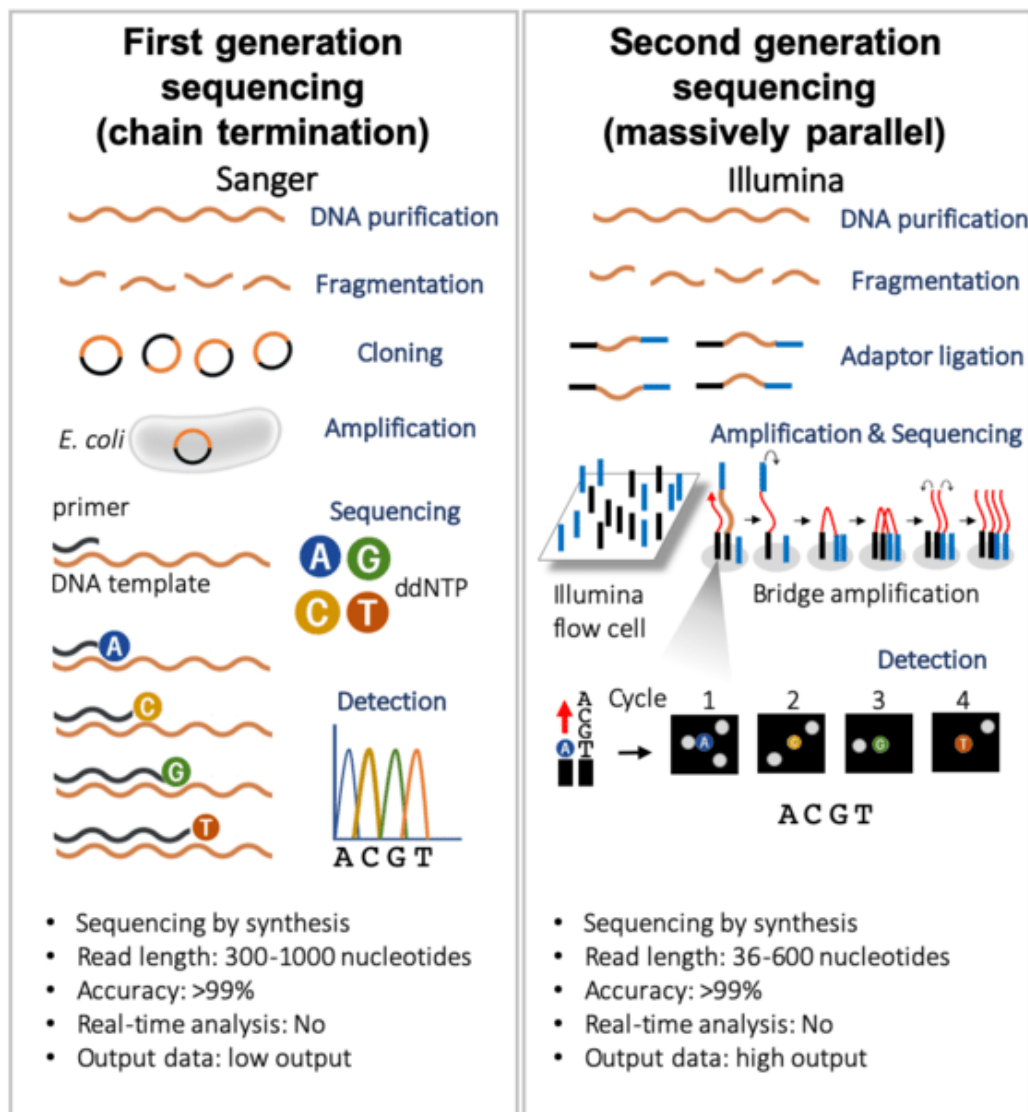 First generation
sequencing
(chain termination)
Sanger
DNA purification
Fragmentation
Cloning
E. coli
Amplification
primer
Sequencing
DNA template
A G
C T
ddNTP
A
C
G
T
Detection
A C G T
• Sequencing by synthesis
• Read length: 300-1000 nucleotides
• Accuracy: >99%
• Real-time analysis: No
• Output data: low output
Second generation
sequencing
(massively parallel)
Illumina
DNA purification
Fragmentation
Adaptor ligation
Amplification & Sequencing
Illumina
flow cell
Bridge amplification
Detection
Cycle 1 2 3 4
A
C
G
A T
A C G T
A C G T
• Sequencing by synthesis
• Read length: 36-600 nucleotides
• Accuracy: >99%
• Real-time analysis: No
• Output data: high output